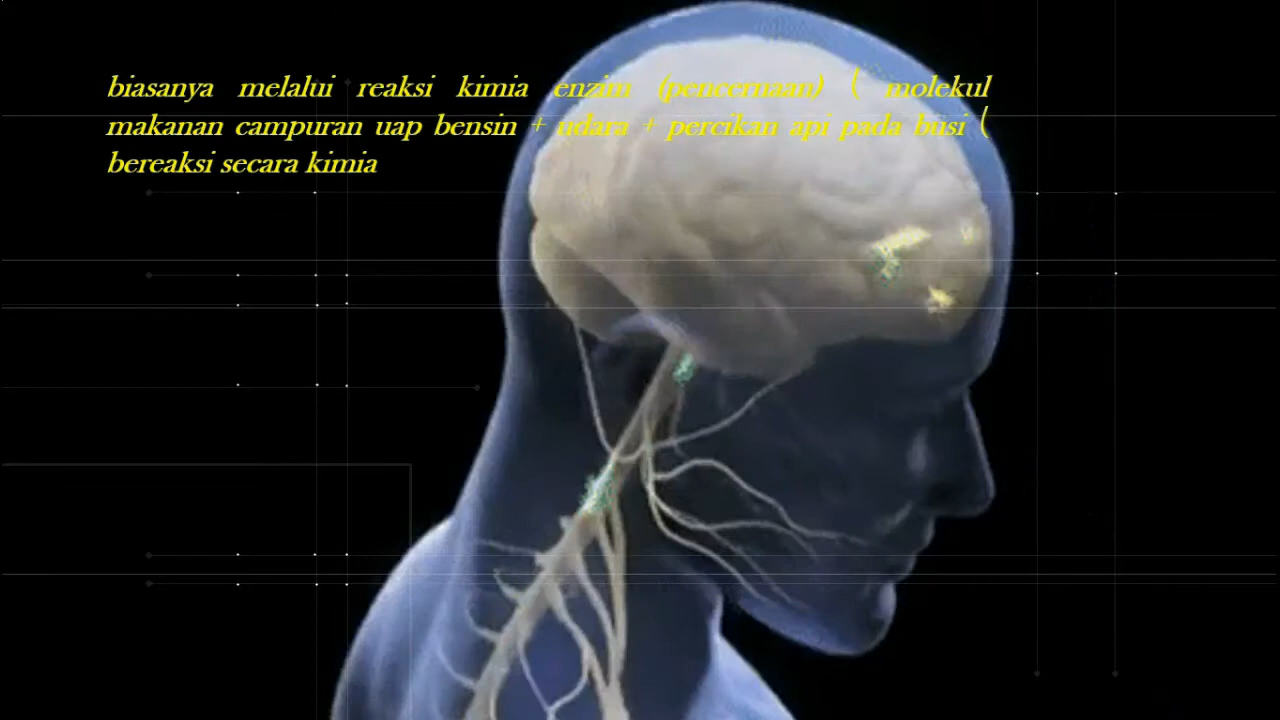 biasanya melalui reaksi kimia enzim (pencernaan) ( molekul
makanan campuran uap bensin + udara + percikan api pada busi (
bereaksi secara kimia